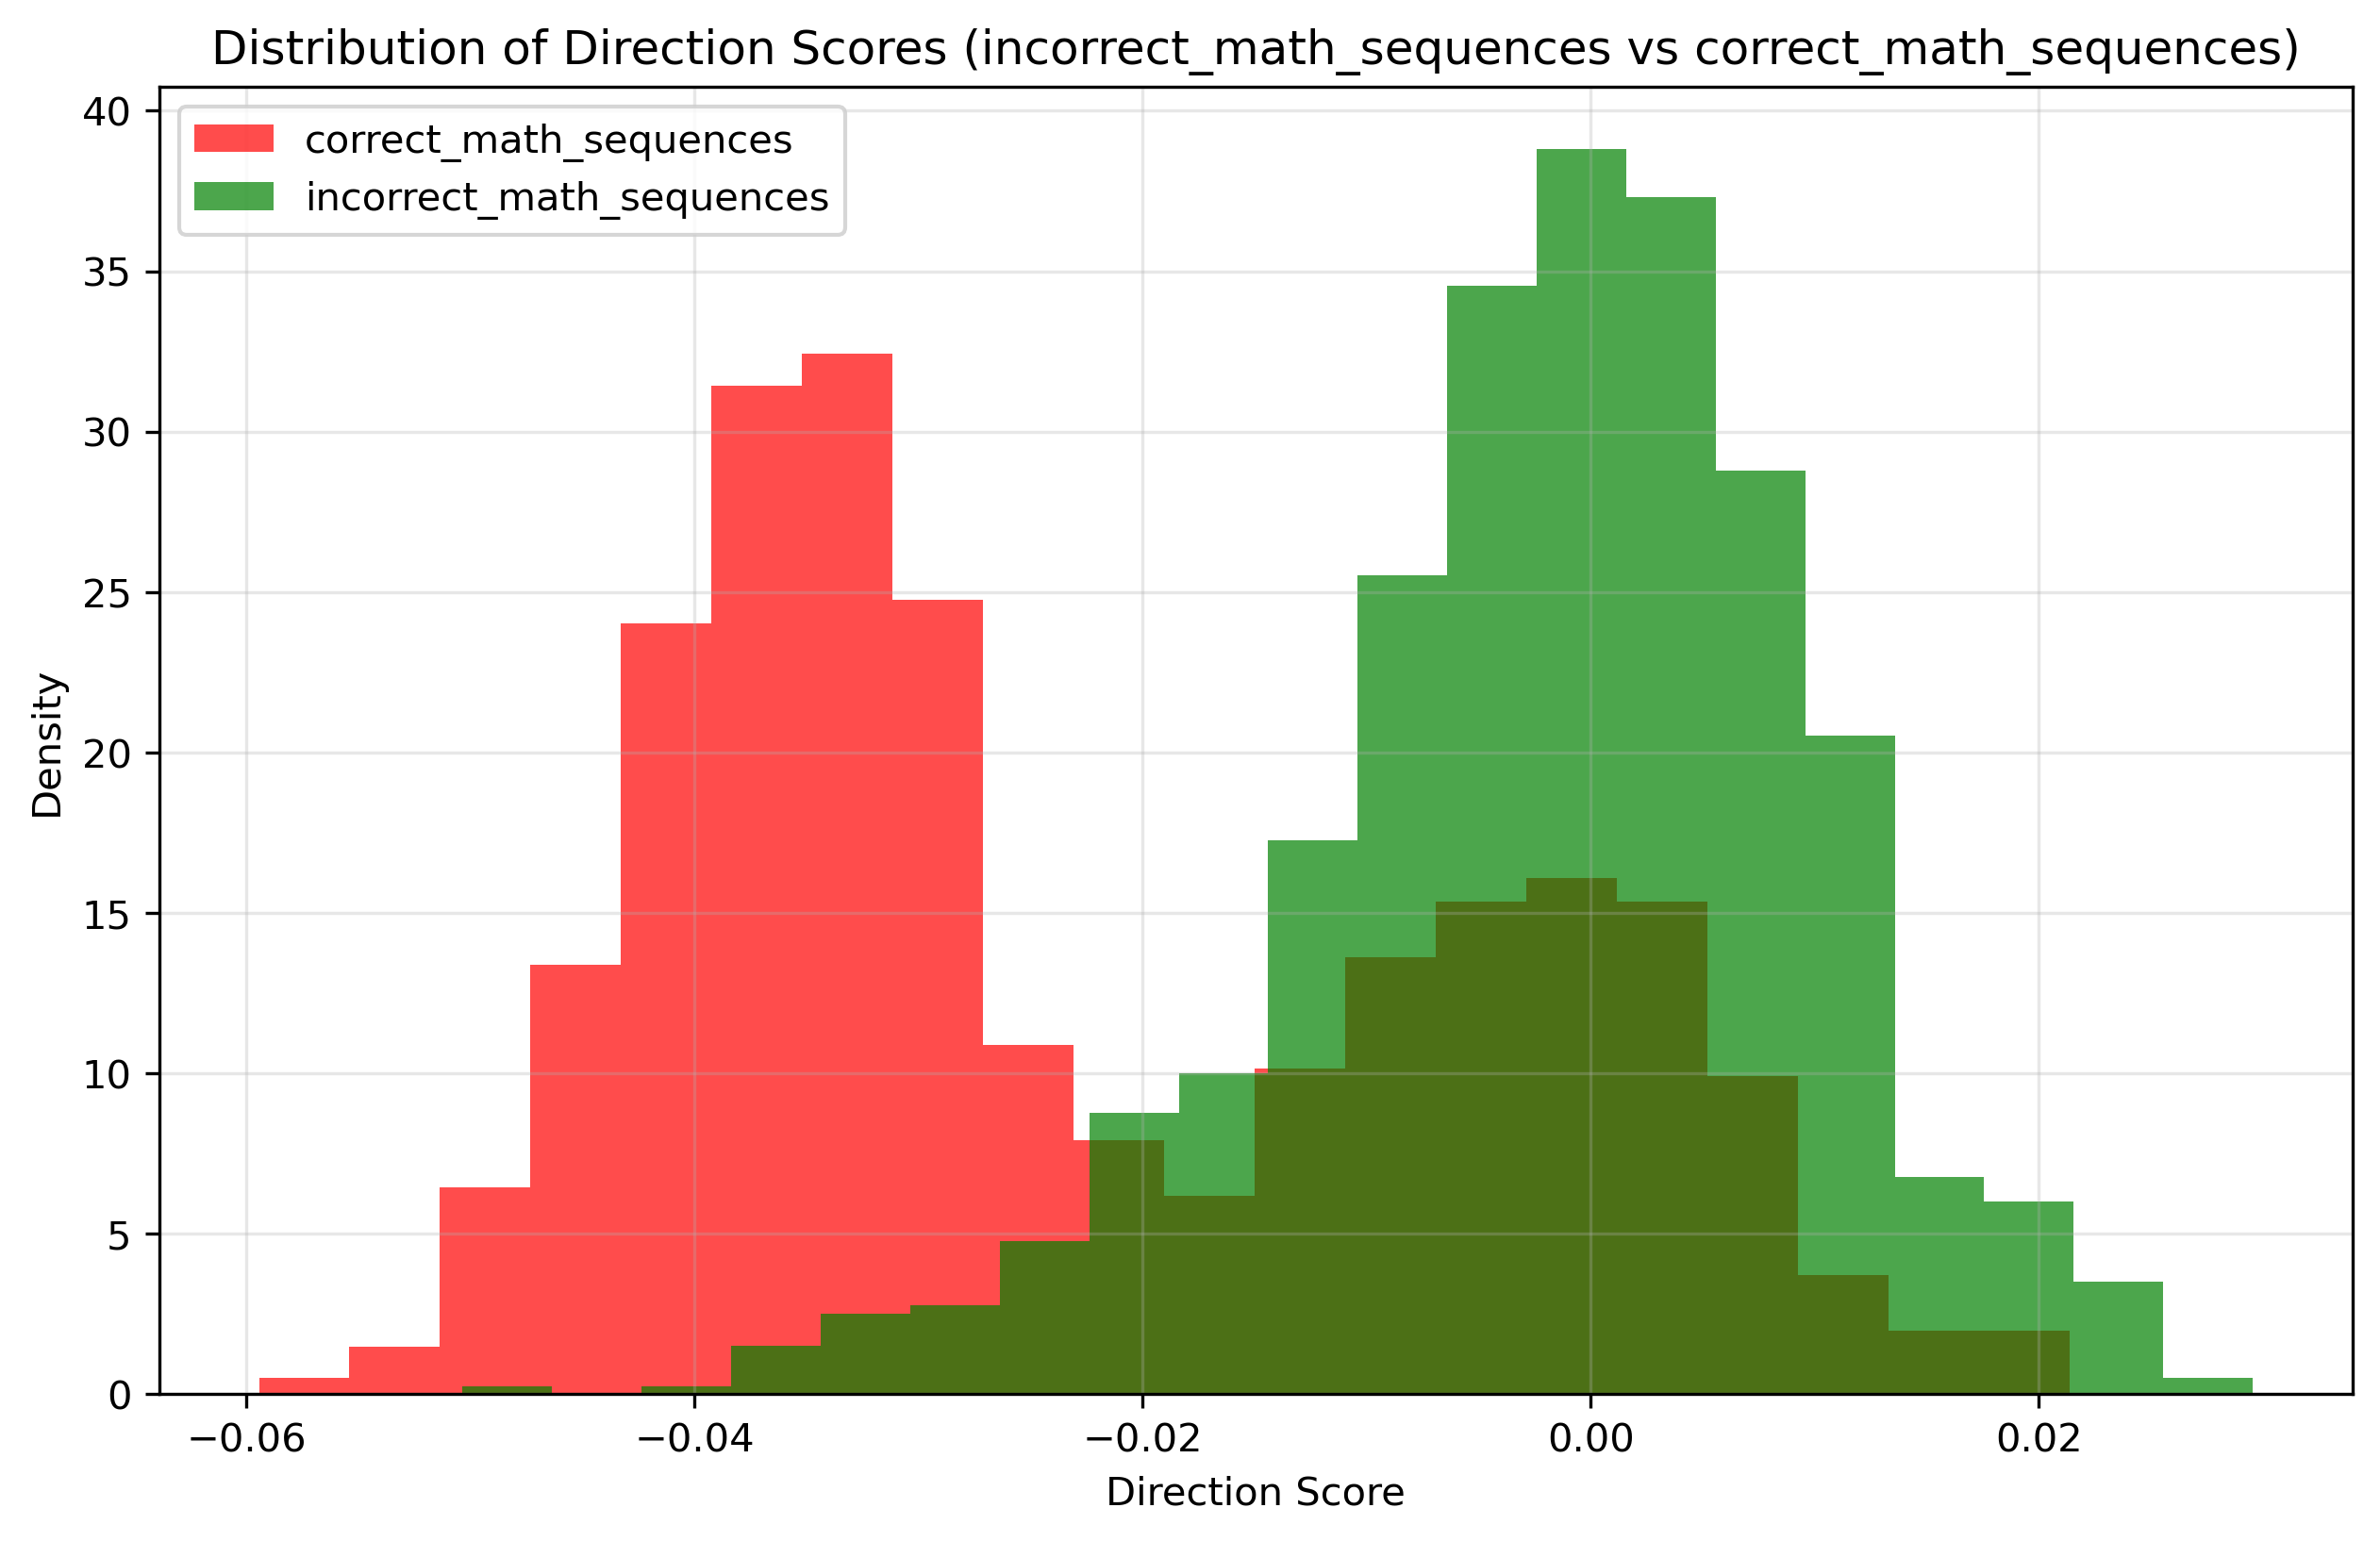 Distribution of Direction Scores (incorrect_math_sequences vs correct_math_sequences)
correct_math_sequences
incorrect_math_sequences
40
35
30
25
20
15
10
5
0
Density
−0.06
−0.04
−0.02
0.00
0.02
Direction Score